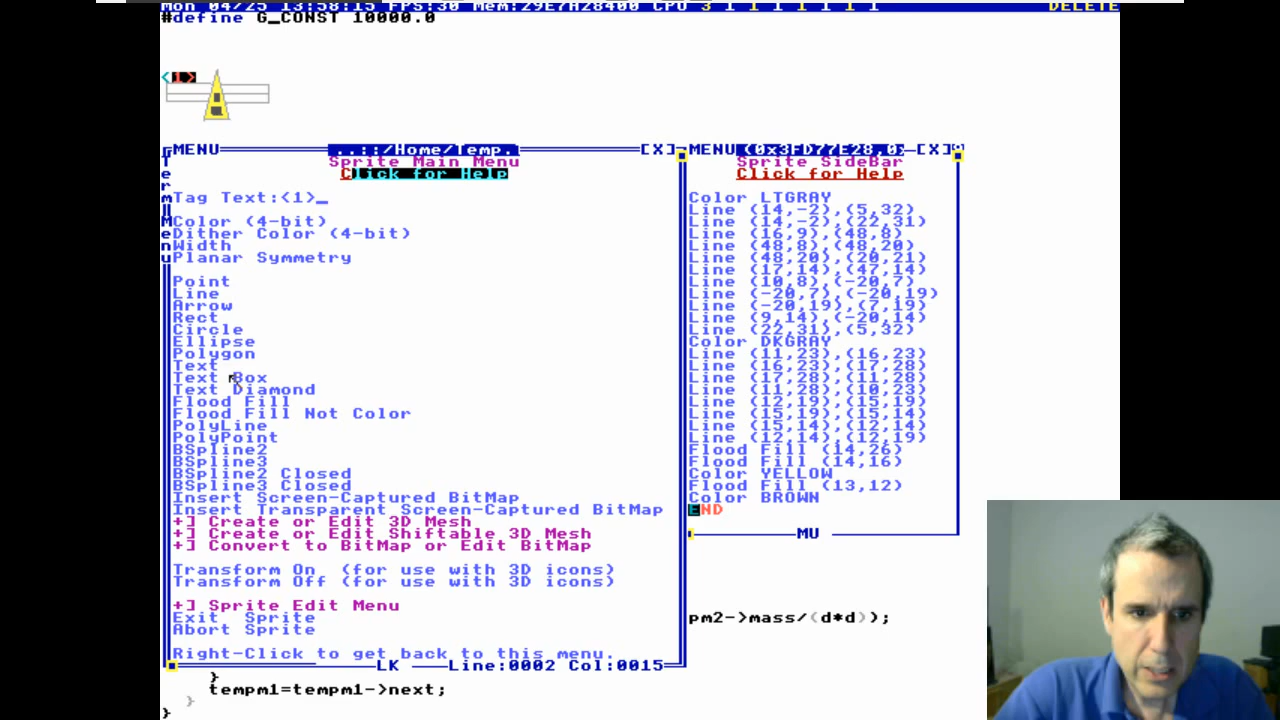 Mon 04/25 13:58:15 FPS:30 Mem:29E7A28400 CPU 3 1 1 1 1 1 1 1 DELETE
#define G_CONST 10000.0
<1>
MENU ..::/Home/Temp. [X]
Sprite Main Menu
Click for Help
Term Menu
Tag Text:<1>_
Color (4-bit)
Dither Color (4-bit)
Width
Planar Symmetry
Point
Line
Arrow
Rect
Circle
Ellipse
Polygon
Text
Text Box
Text Diamond
Flood Fill
Flood Fill Not Color
PolyLine
PolyPoint
BSpline2
BSpline3
BSpline2 Closed
BSpline3 Closed
Insert Screen-Captured BitMap
Insert Transparent Screen-Captured BitMap
+] Create or Edit 3D Mesh
+] Create or Edit Shiftable 3D Mesh
+] Convert to BitMap or Edit BitMap
Transform On  (for use with 3D icons)
Transform Off (for use with 3D icons)
+] Sprite Edit Menu
Exit  Sprite
Abort Sprite
Right-Click to get back to this menu.
LK Line:0002 Col:0015
MENU (0x3FD77E28,0) [X]
Sprite SideBar
Click for Help
Color LTGRAY
Line (14,-2),(5,32)
Line (14,-2),(22,31)
Line (16,9),(48,8)
Line (48,8),(48,20)
Line (48,20),(20,21)
Line (17,14),(47,14)
Line (10,8),(-20,7)
Line (-20,7),(-20,19)
Line (-20,19),(7,19)
Line (9,14),(-20,14)
Line (22,31),(5,32)
Color DKGRAY
Line (11,23),(16,23)
Line (16,23),(17,28)
Line (17,28),(11,28)
Line (11,28),(10,23)
Line (12,19),(15,19)
Line (15,19),(15,14)
Line (15,14),(12,14)
Line (12,14),(12,19)
Flood Fill (14,26)
Flood Fill (14,16)
Color YELLOW
Flood Fill (13,12)
Color BROWN
END
MU
pm2->mass/(d*d));
}
tempm1=tempm1->next;
}
}